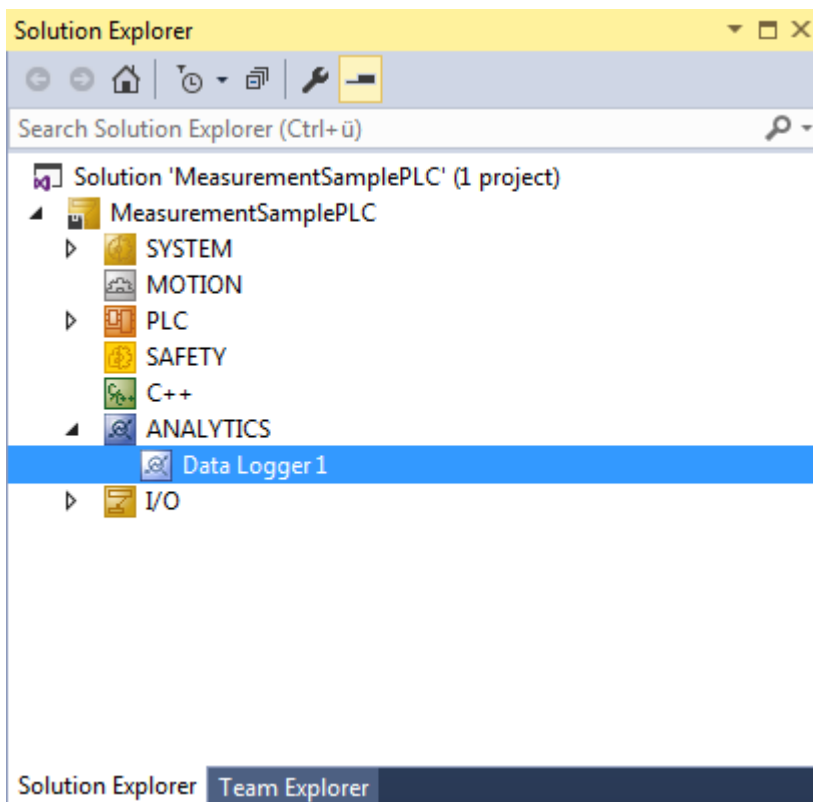 Solution Explorer
Search Solution Explorer (Ctrl+ü)
Solution 'MeasurementSamplePLC' (1 project)
MeasurementSamplePLC
SYSTEM
MOTION
PLC
SAFETY
C++
ANALYTICS
Data Logger 1
I/O
Solution Explorer Team Explorer